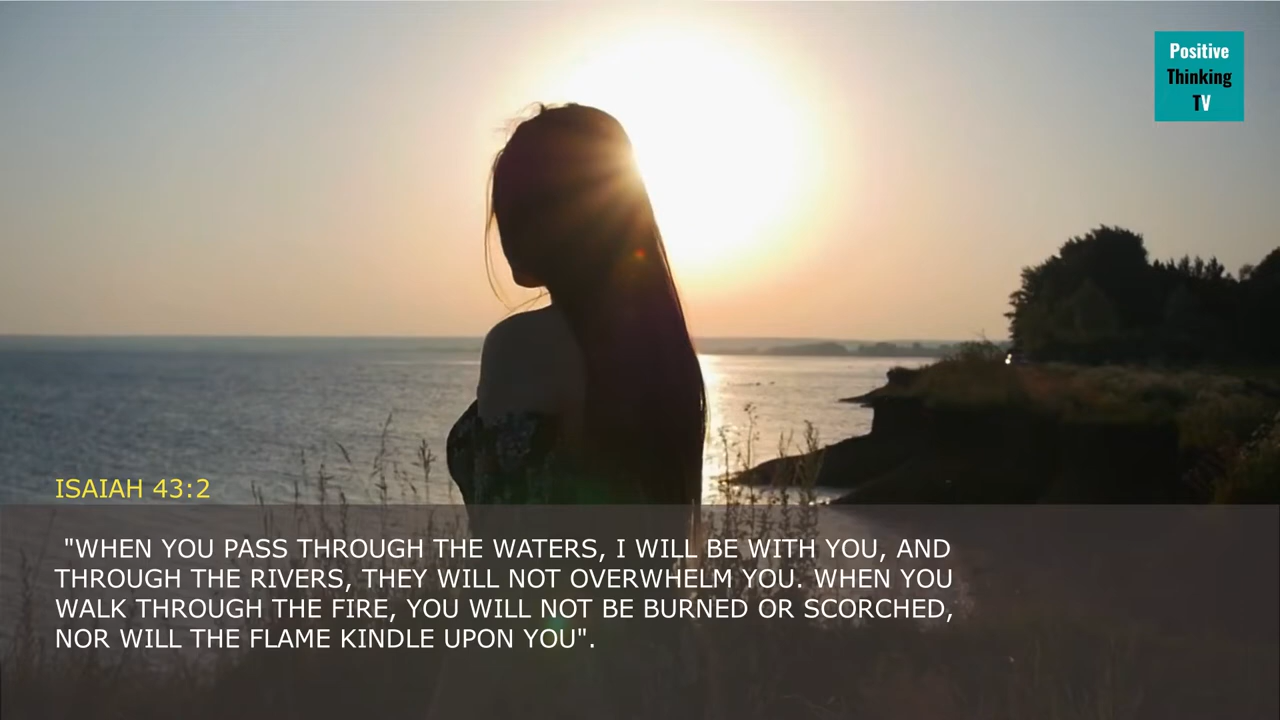 Positive
Thinking
TV
ISAIAH 43:2
"WHEN YOU PASS THROUGH THE WATERS, I WILL BE WITH YOU, AND
THROUGH THE RIVERS, THEY WILL NOT OVERWHELM YOU. WHEN YOU
WALK THROUGH THE FIRE, YOU WILL NOT BE BURNED OR SCORCHED,
NOR WILL THE FLAME KINDLE UPON YOU".